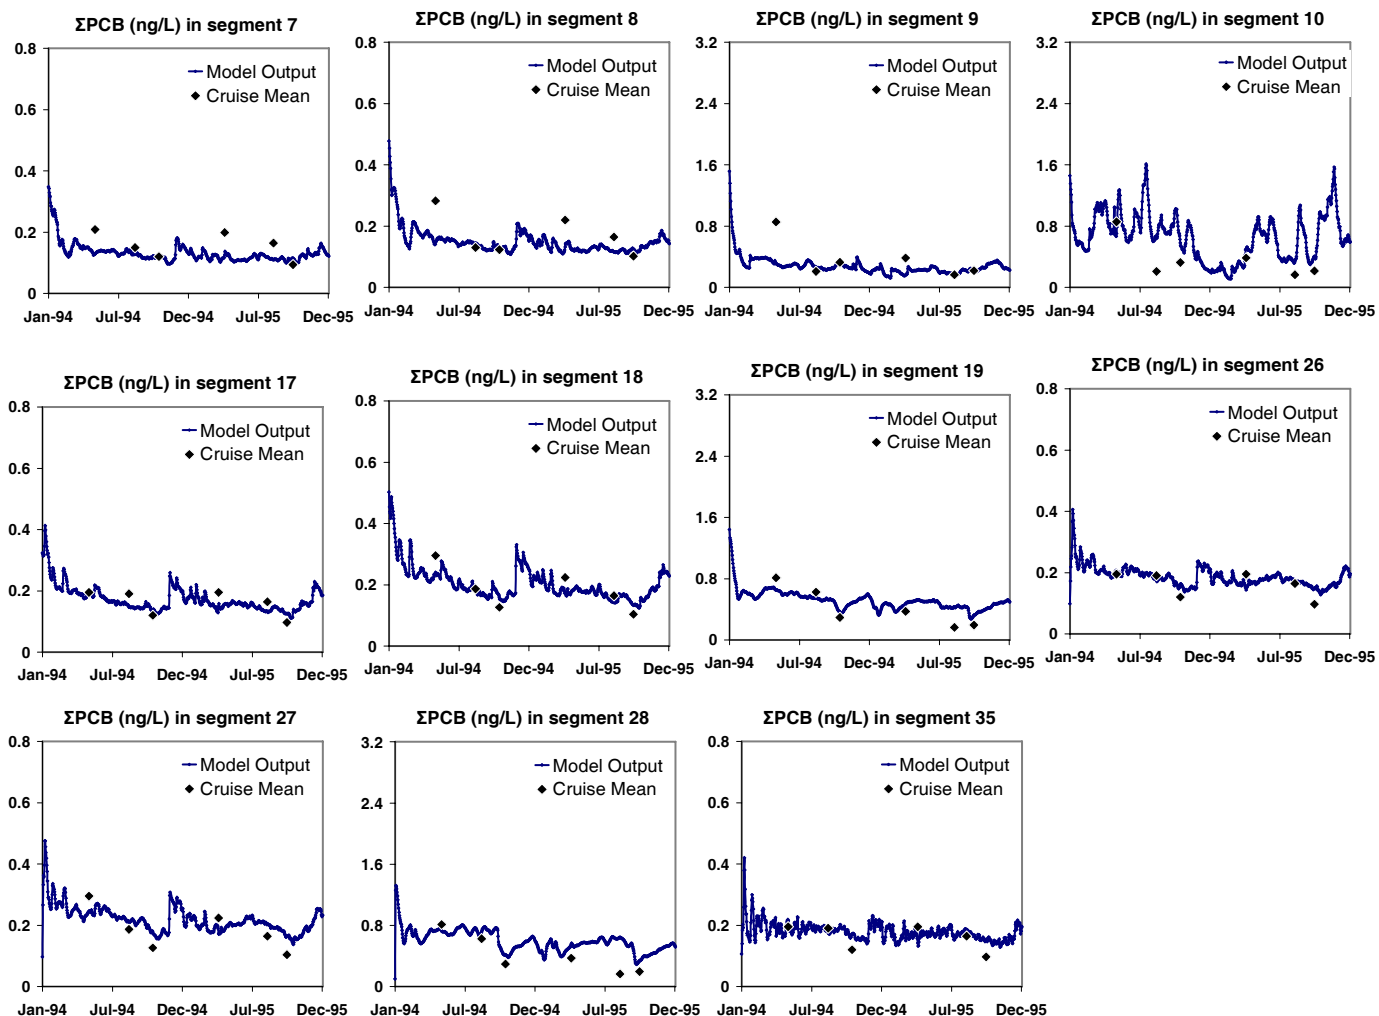 ΣPCB (ng/L) in segment 7
0.8
0.6
0.4
0.2
0
Model Output
Cruise Mean
Jan-94 Jul-94 Dec-94 Jul-95 Dec-95
ΣPCB (ng/L) in segment 8
0.8
0.6
0.4
0.2
0
Model Output
Cruise Mean
Jan-94 Jul-94 Dec-94 Jul-95 Dec-95
ΣPCB (ng/L) in segment 9
3.2
2.4
1.6
0.8
0
Model Output
Cruise Mean
Jan-94 Jul-94 Dec-94 Jul-95 Dec-95
ΣPCB (ng/L) in segment 10
3.2
2.4
1.6
0.8
0
Model Output
Cruise Mean
Jan-94 Jul-94 Dec-94 Jul-95 Dec-95
ΣPCB (ng/L) in segment 17
0.8
0.6
0.4
0.2
0
Model Output
Cruise Mean
Jan-94 Jul-94 Dec-94 Jul-95 Dec-95
ΣPCB (ng/L) in segment 18
0.8
0.6
0.4
0.2
0
Model Output
Cruise Mean
Jan-94 Jul-94 Dec-94 Jul-95 Dec-95
ΣPCB (ng/L) in segment 19
3.2
2.4
1.6
0.8
0
Model Output
Cruise Mean
Jan-94 Jul-94 Dec-94 Jul-95 Dec-95
ΣPCB (ng/L) in segment 26
0.8
0.6
0.4
0.2
0
Model Output
Cruise Mean
Jan-94 Jul-94 Dec-94 Jul-95 Dec-95
ΣPCB (ng/L) in segment 27
0.8
0.6
0.4
0.2
0
Model Output
Cruise Mean
Jan-94 Jul-94 Dec-94 Jul-95 Dec-95
ΣPCB (ng/L) in segment 28
3.2
2.4
1.6
0.8
0
Model Output
Cruise Mean
Jan-94 Jul-94 Dec-94 Jul-95 Dec-95
ΣPCB (ng/L) in segment 35
0.8
0.6
0.4
0.2
0
Model Output
Cruise Mean
Jan-94 Jul-94 Dec-94 Jul-95 Dec-95